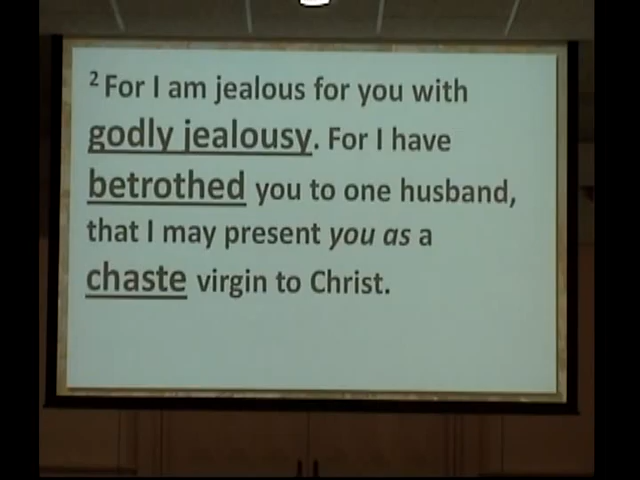 2 For I am jealous for you with
godly jealousy. For I have
betrothed you to one husband,
that I may present you as a
chaste virgin to Christ.